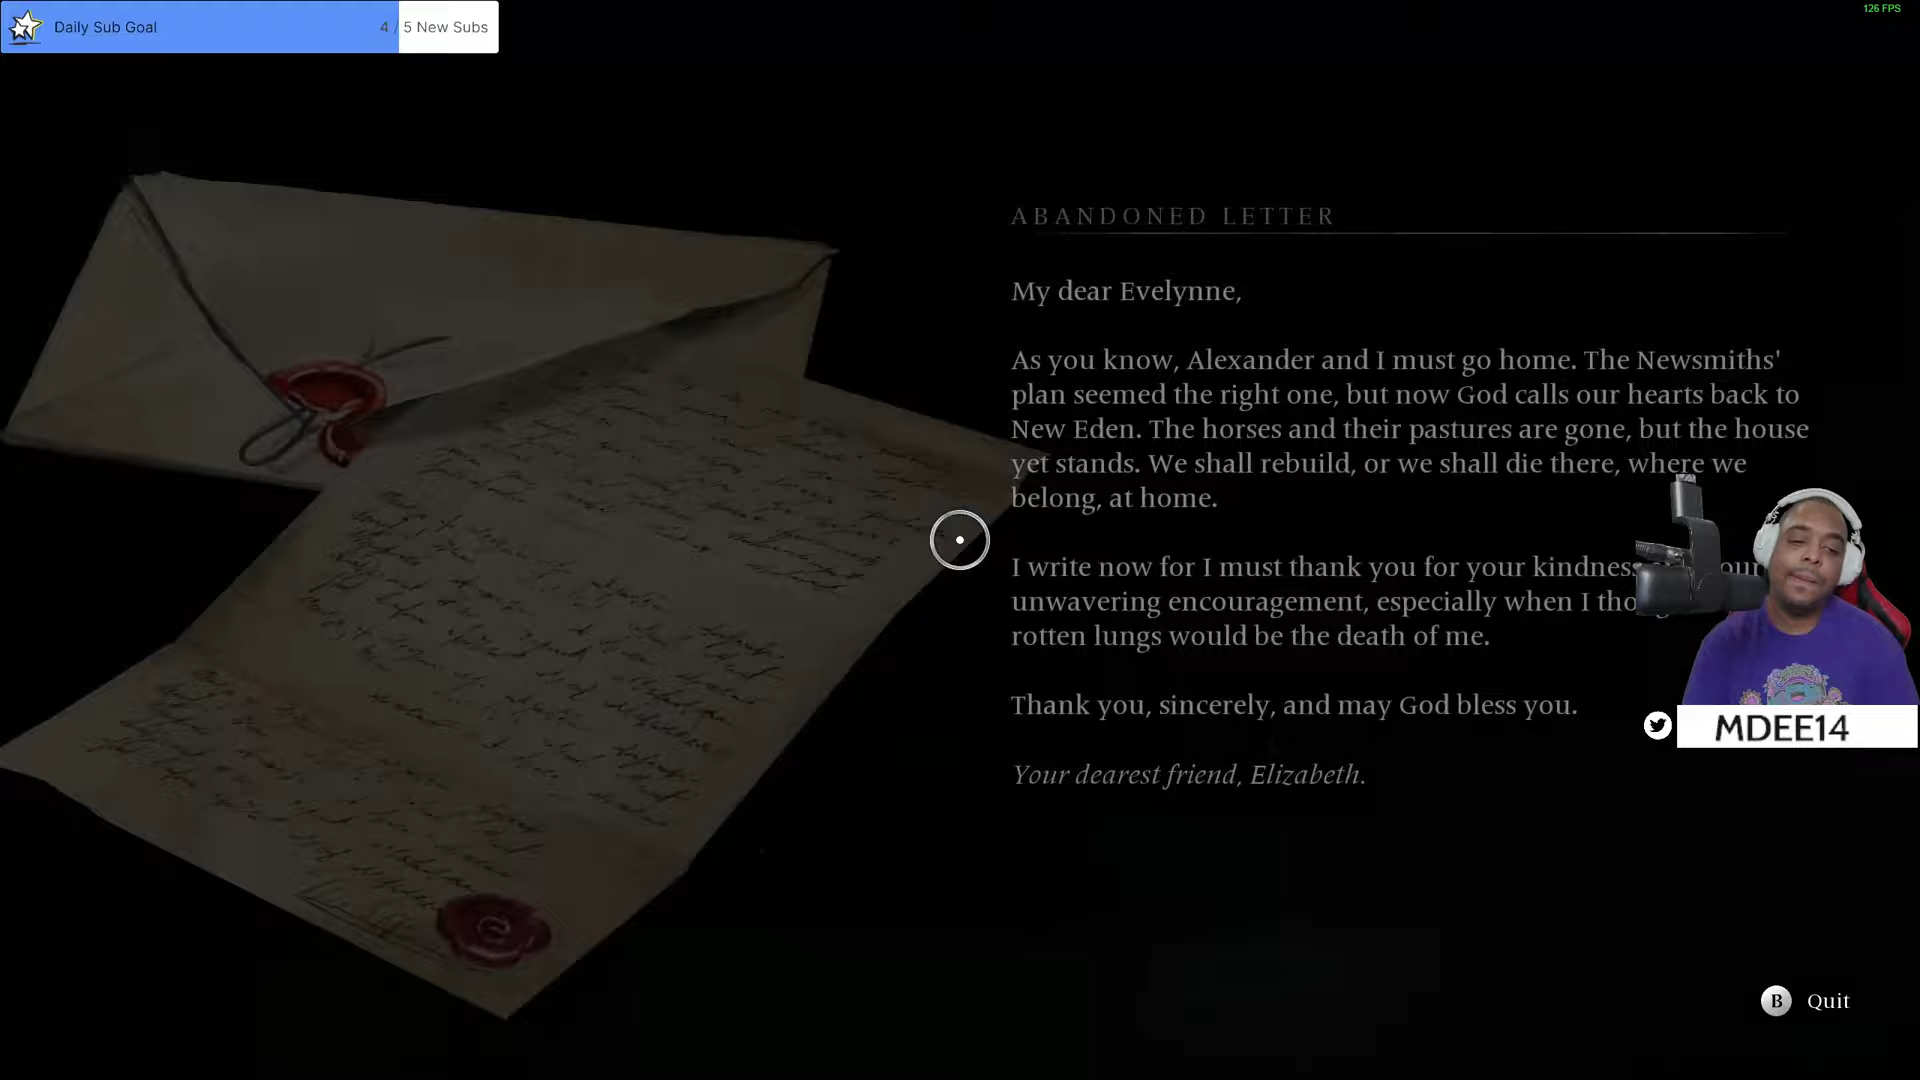 Daily Sub Goal 4 / 5 New Subs
126 FPS
ABANDONED LETTER
My dear Evelynne,
As you know, Alexander and I must go home. The Newsmiths'
plan seemed the right one, but now God calls our hearts back to
New Eden. The horses and their pastures are gone, but the house
yet stands. We shall rebuild, or we shall die there, where we
belong, at home.
I write now for I must thank you for your
unwavering encouragement, especially when I
rotten lungs would be the death of me.
Thank you, sincerely, and may God bless you.
MDEE14
Your dearest friend, Elizabeth.
B Quit